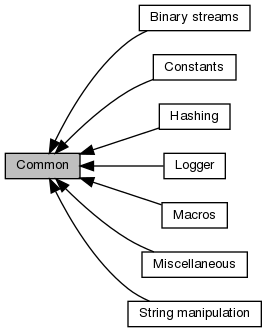 Binary streams
Constants
Hashing
Common
Logger
Macros
Miscellaneous
String manipulation